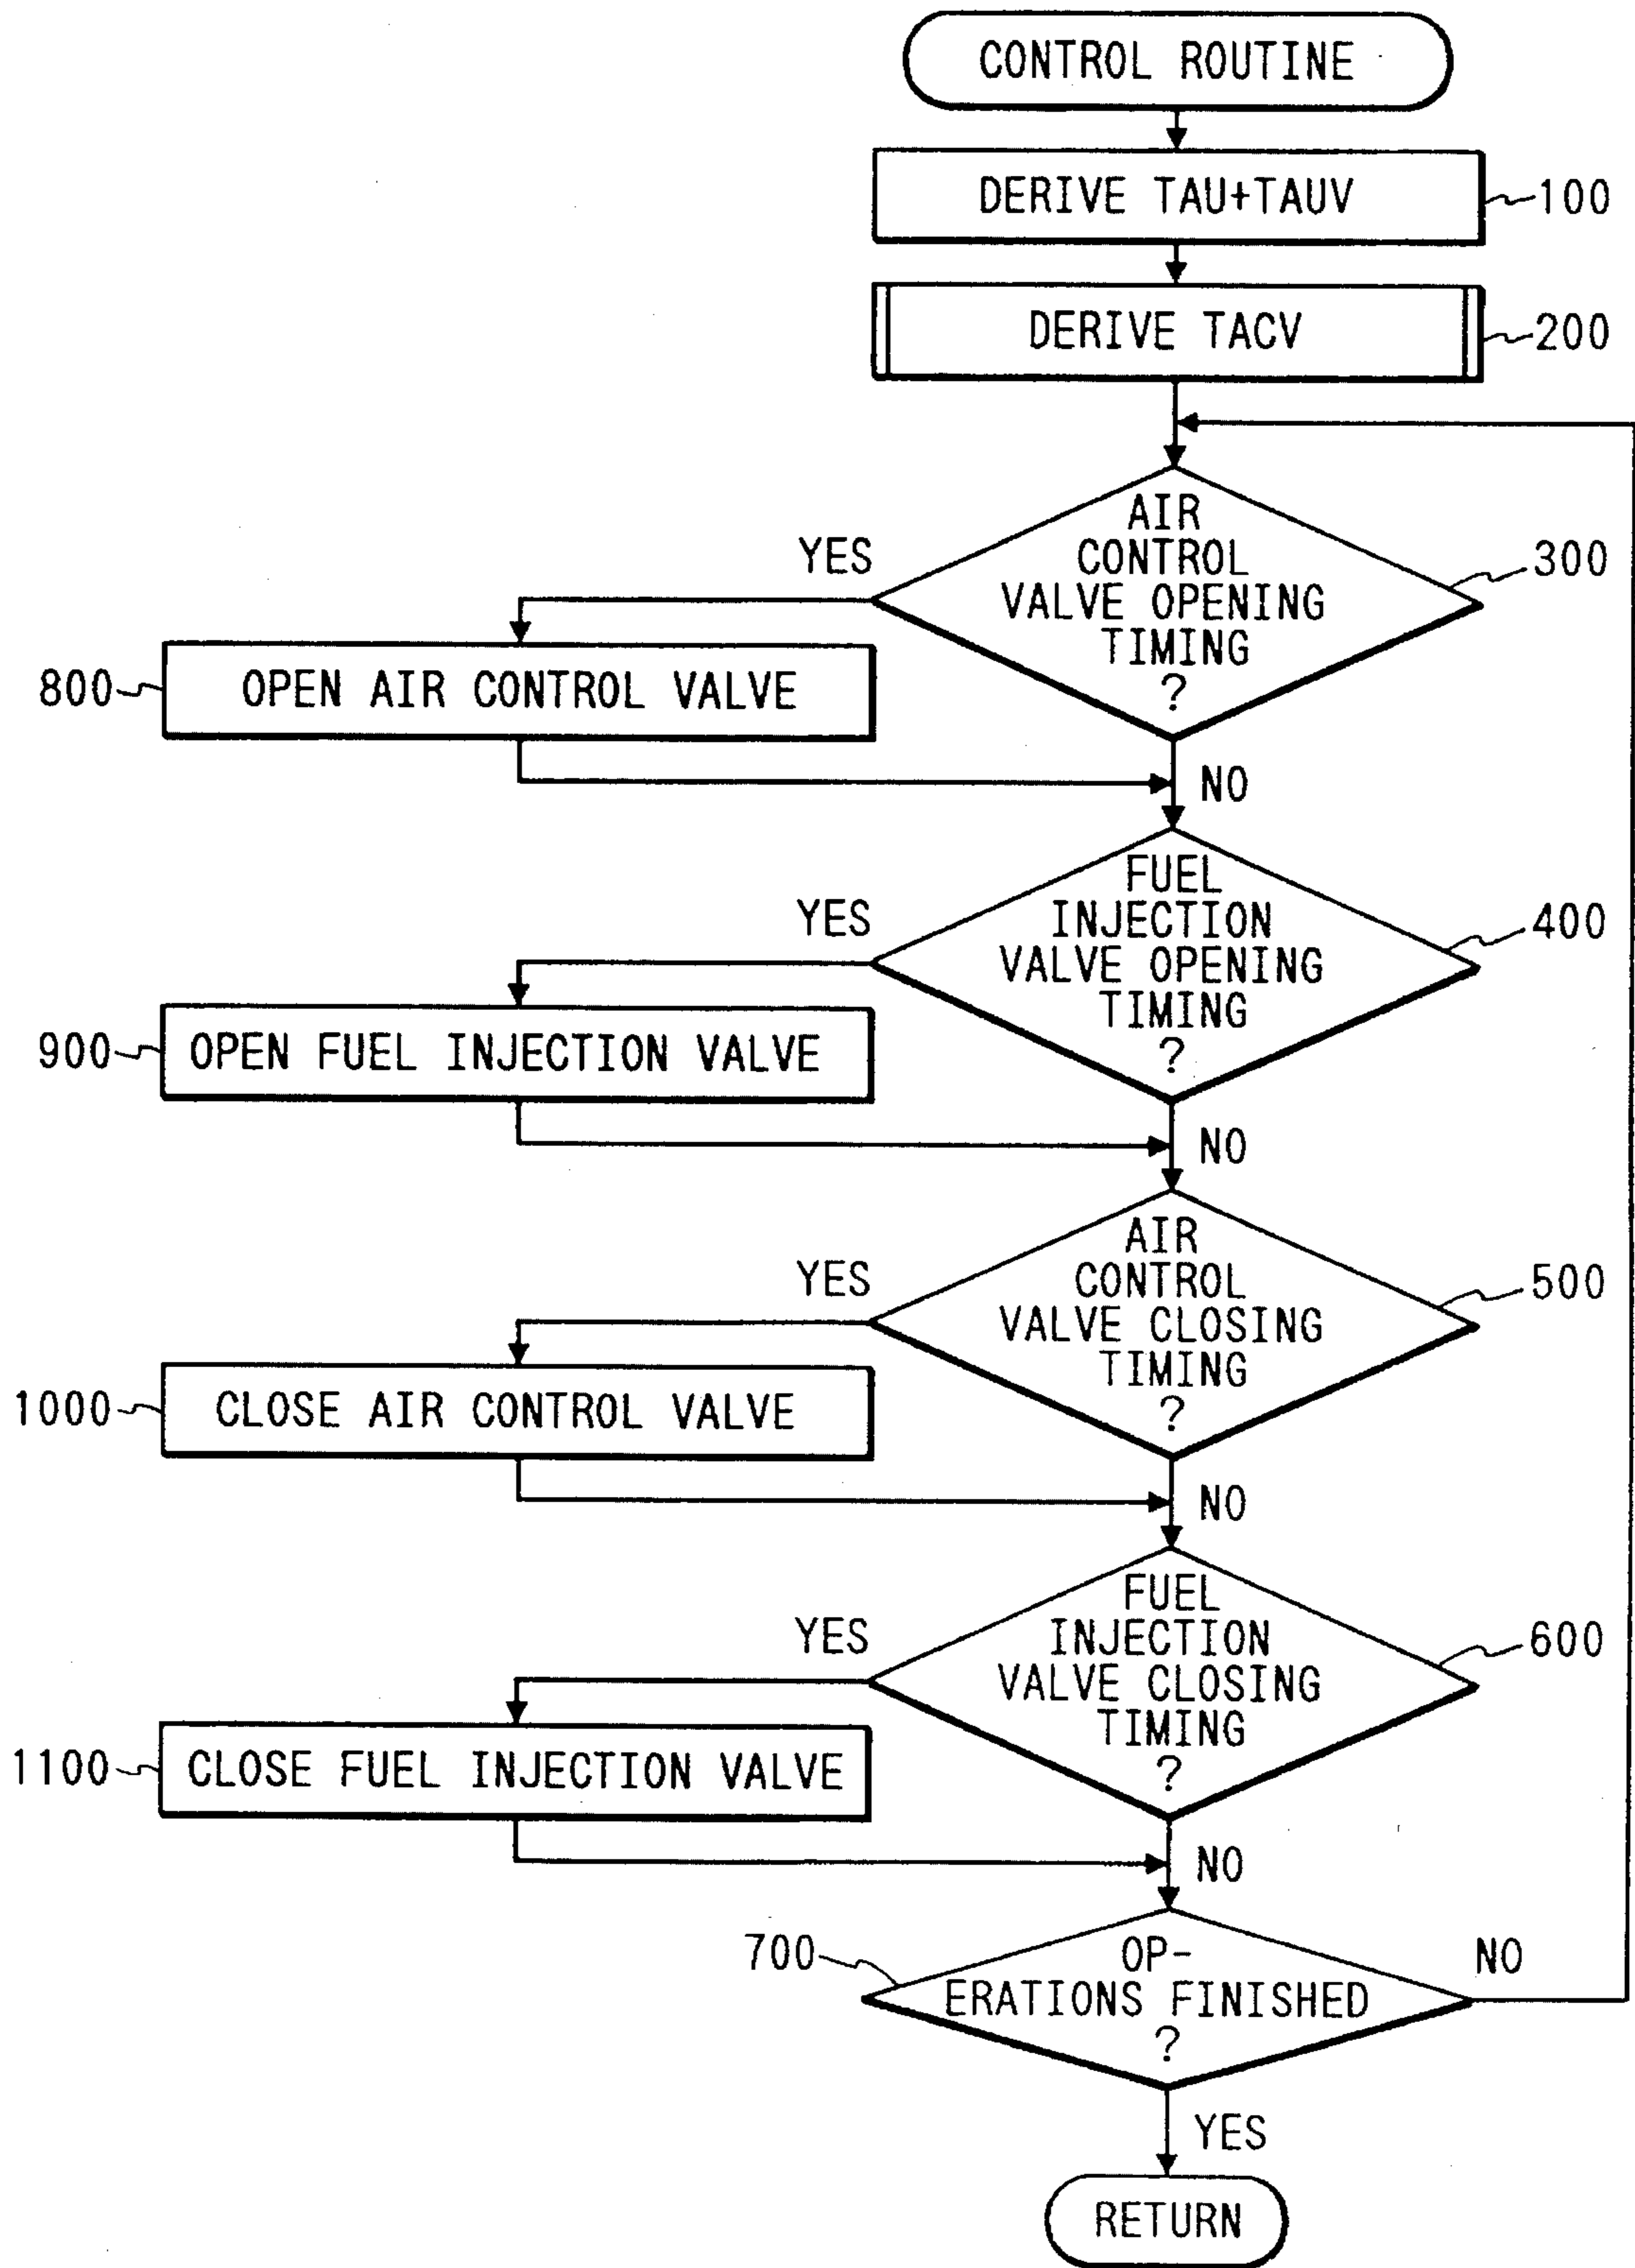 CONTROL ROUTINE
DERIVE TAU+TAUV
100
DERIVE TACV
200
AIR
CONTROL
VALVE OPENING
TIMING
?
300
YES
OPEN AIR CONTROL VALVE
800
NO
FUEL
INJECTION
VALVE OPENING
TIMING
?
400
YES
OPEN FUEL INJECTION VALVE
900
NO
AIR
CONTROL
VALVE CLOSING
TIMING
?
500
YES
CLOSE AIR CONTROL VALVE
1000
NO
FUEL
INJECTION
VALVE CLOSING
TIMING
?
600
YES
CLOSE FUEL INJECTION VALVE
1100
NO
OP-
ERATIONS FINISHED
?
700
NO
YES
RETURN